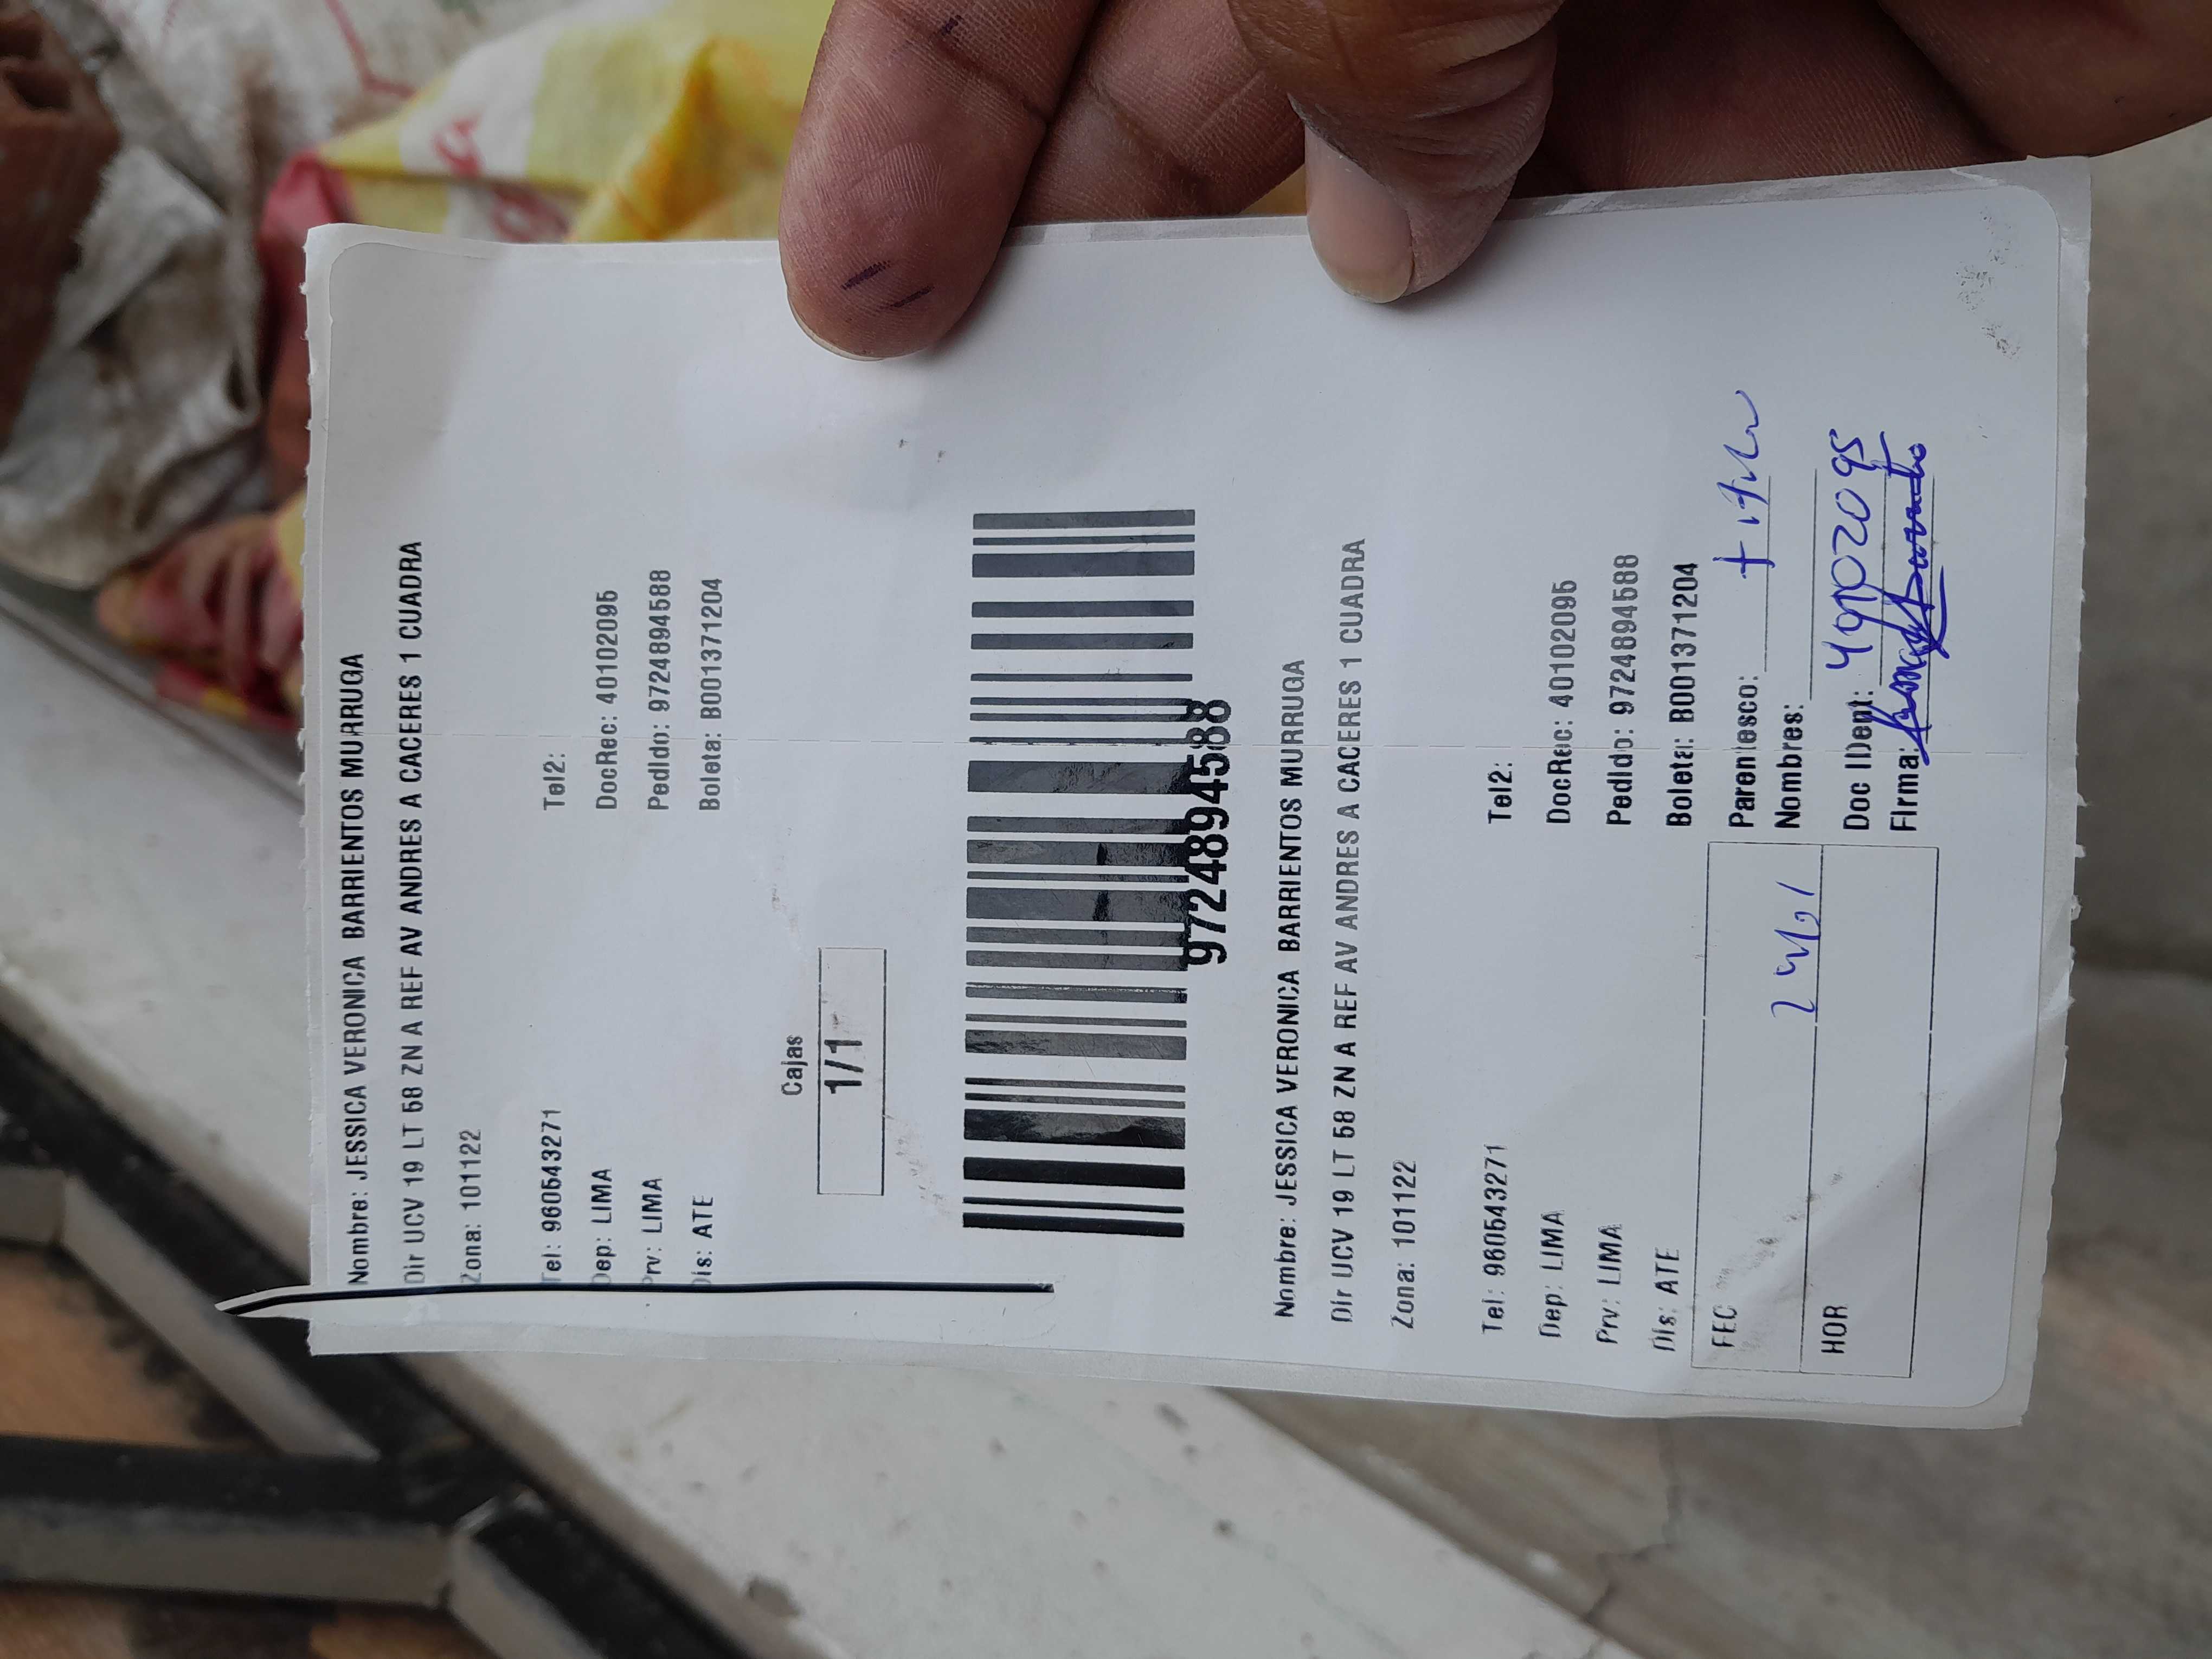 Nombre: JESSICA VERONICA BARRIENTOS MURRUGA
Dir UCV 19 LT 58 ZN A REF AV ANDRES A CACERES 1 CUADRA
Zona: 101122
Tel: 960543271 Tel2:
Dep: LIMA DocRec: 40102095
Prv: LIMA Pedido: 9724894588
Dis: ATE Boleta: B001371204
Cajas
1/1
9724894588
Nombre: JESSICA VERONICA BARRIENTOS MURRUGA
Dir UCV 19 LT 58 ZN A REF AV ANDRES A CACERES 1 CUADRA
Zona: 101122
Tel: 960543271 Tel2:
Dep: LIMA DocRec: 40102095
Prv: LIMA Pedido: 9724894588
Dis: ATE Boleta: B001371204
FEC Parentesco:
Nombres:
HOR Doc IDent: 40102095
Firma: